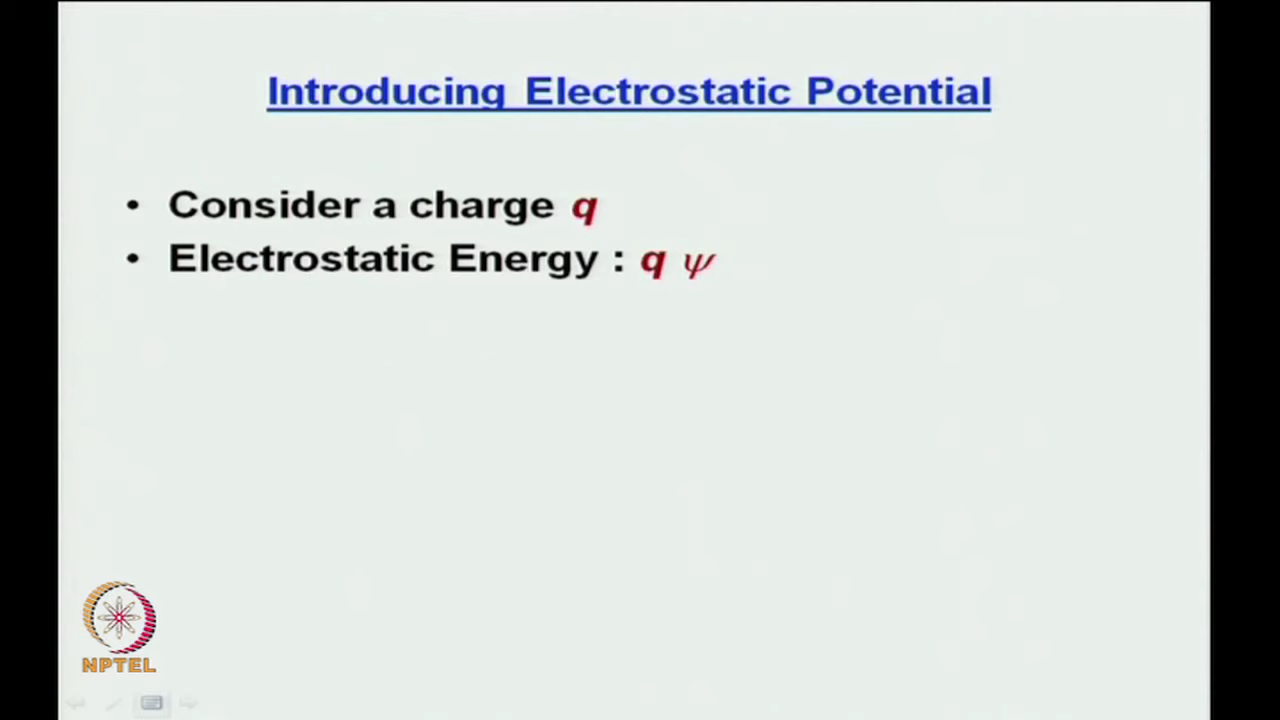 Introducing Electrostatic Potential
• Consider a charge q
• Electrostatic Energy : q ψ
NPTEL